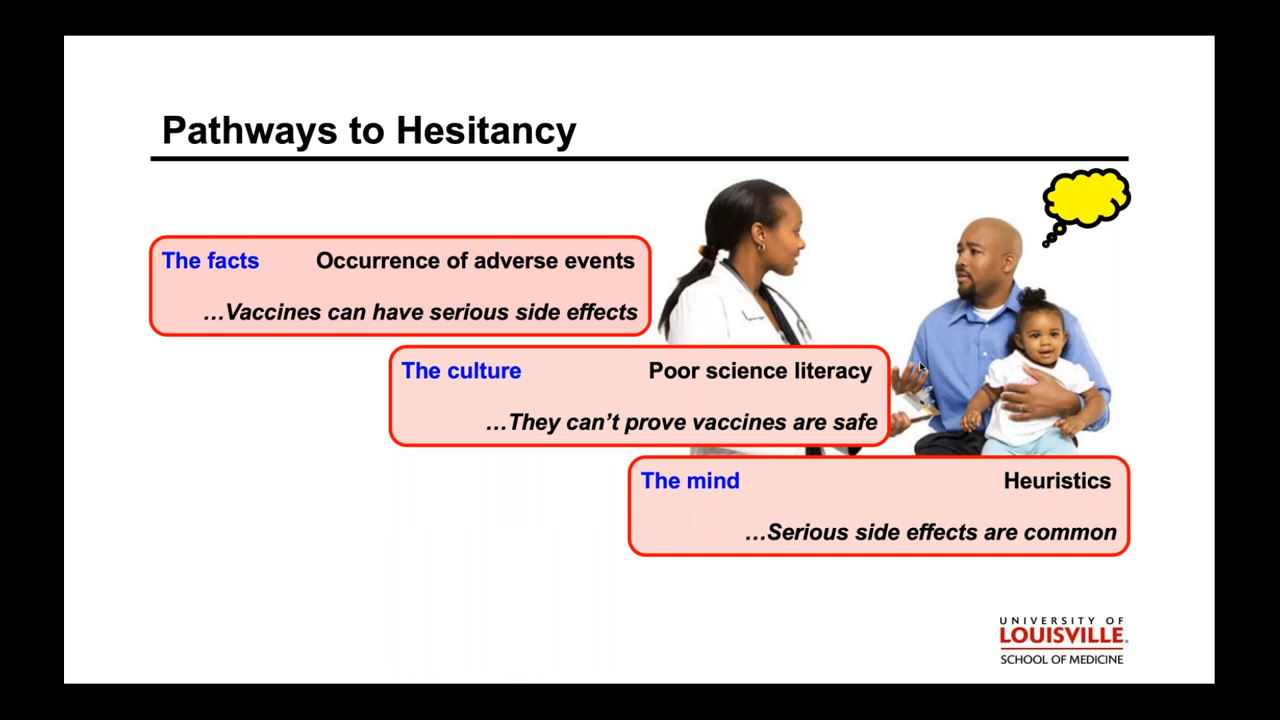 Pathways to Hesitancy
The facts Occurrence of adverse events
…Vaccines can have serious side effects
The culture Poor science literacy
…They can’t prove vaccines are safe
The mind Heuristics
…Serious side effects are common
UNIVERSITY OF
LOUISVILLE
SCHOOL OF MEDICINE